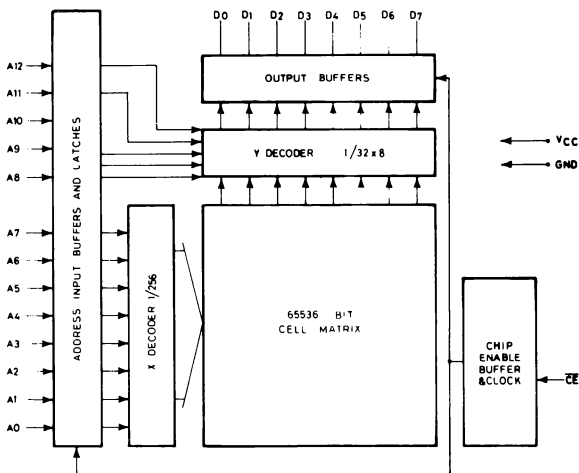 D0 D1 D2 D3 D4 D5 D6 D7
OUTPUT BUFFERS
A12
A11
A10
A9
A8
Y DECODER 1/32 x 8
VCC
GND
A7
A6
A5
A4
A3
A2
A1
A0
ADDRESS INPUT BUFFERS AND LATCHES
X DECODER 1/256
65536 BIT
CELL MATRIX
CHIP
ENABLE
BUFFER
&CLOCK
CE